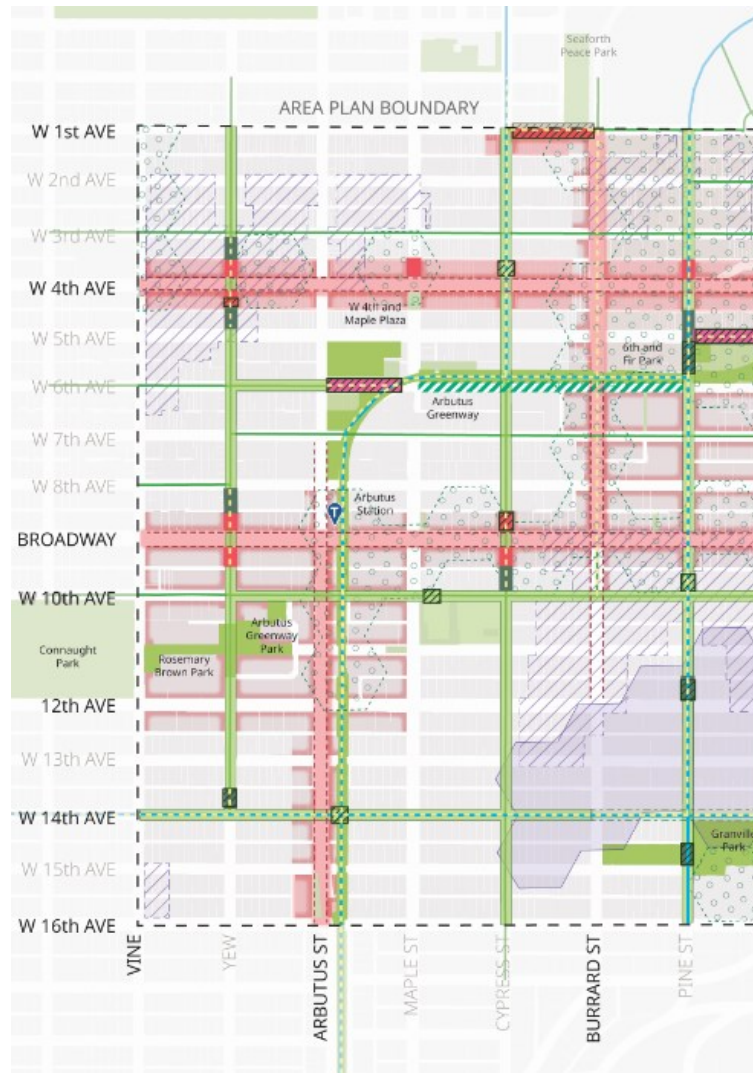 Seaforth
Peace Park
AREA PLAN BOUNDARY
W 1st AVE
W 2nd AVE
W 3rd AVE
W 4th AVE
W 4th and
Maple Plaza
W 5th AVE
6th and
Fir Park
W 6th AVE
Arbutus
Greenway
W 7th AVE
W 8th AVE
Arbutus
Station
T
BROADWAY
W 10th AVE
Connaught
Park
Arbutus
Greenway
Park
Rosemary
Brown Park
12th AVE
W 13th AVE
W 14th AVE
Granville
Park
W 15th AVE
W 16th AVE
VINE
YEW
ARBUTUS ST
MAPLE ST
CYPRESS ST
BURRARD ST
PINE ST